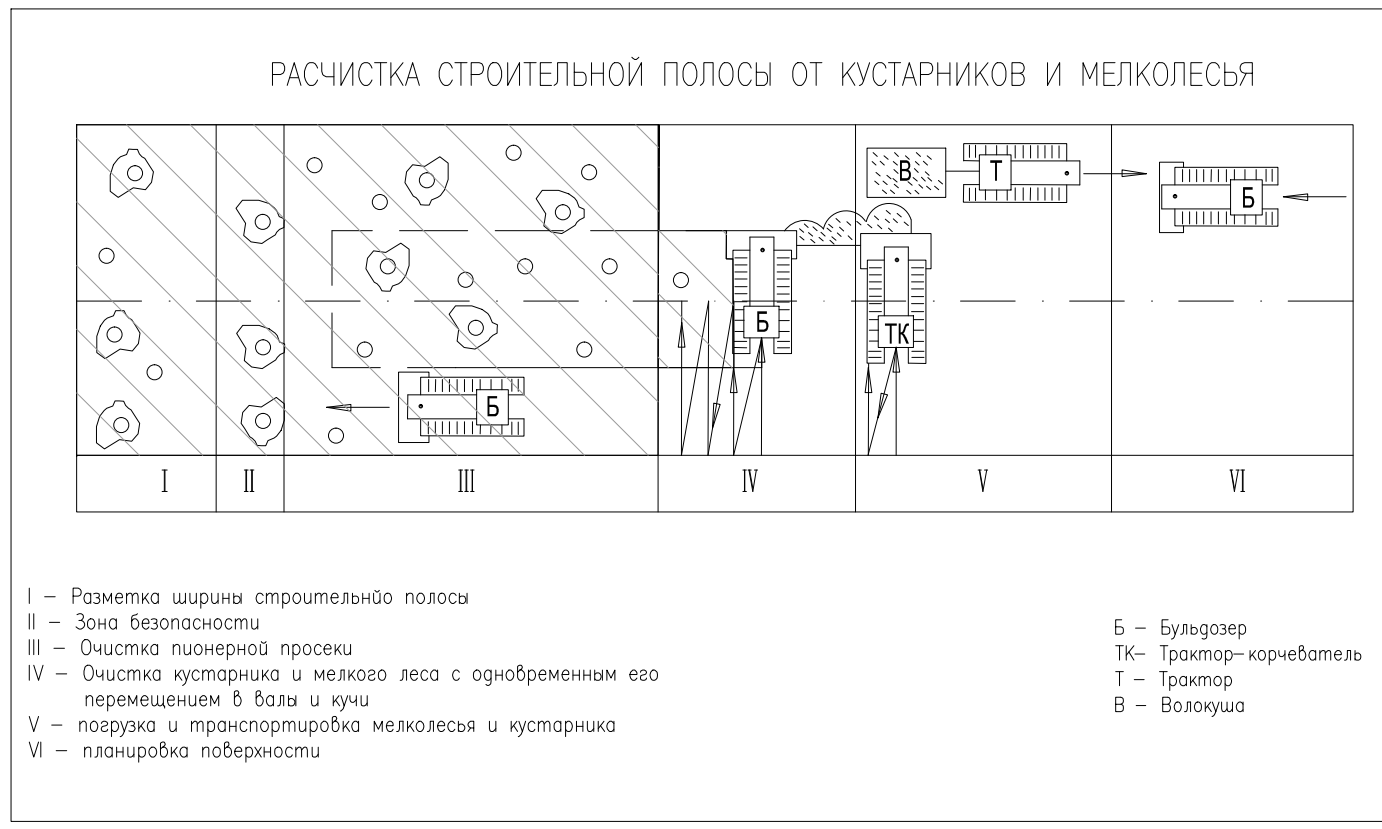 РАСЧИСТКА СТРОИТЕЛЬНОЙ ПОЛОСЫ ОТ КУСТАРНИКОВ И МЕЛКОЛЕСЬЯ
В
Т
Б
Б
ТК
Б
I
II
III
IV
V
VI
I – Разметка ширины строительнйо полосы
II – Зона безопасности
III – Очистка пионерной просеки
IV – Очистка кустарника и мелкого леса с одновременным его
перемещением в валы и кучи
V – погрузка и транспортировка мелколесья и кустарника
VI – планировка поверхности
Б – Бульдозер
ТК– Трактор–корчеватель
Т – Трактор
В – Волокуша